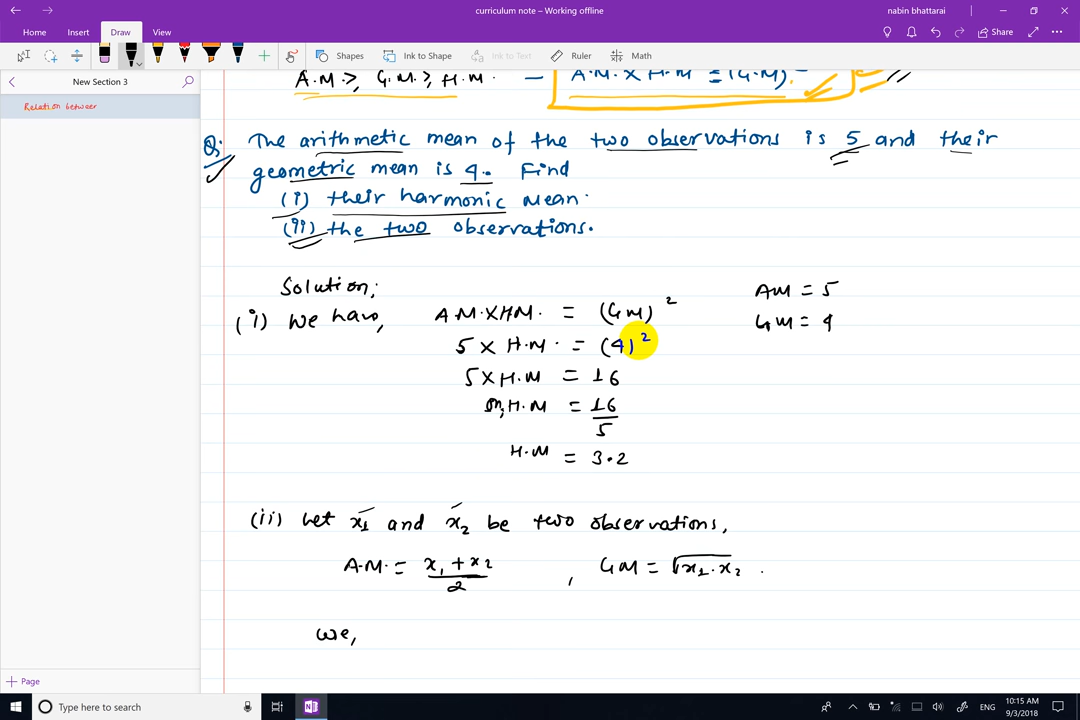 curriculum note – Working offline
nabin bhattarai
Home Insert Draw View
Share
Shapes Ink to Shape Ink to Text Ruler Math
New Section 3
Relation between
A.M ≥ G.M. ≥ H.M. – A.M. X H.M = (G.M)
Q: The arithmetic mean of the two observations is 5 and their
geometric mean is 4. Find
(i) their harmonic mean.
(ii) the two observations.
Solution;
AM = 5
(i) We have, A.M. X HM. = (GM)²
GM = 4
5 X H.M. = (4)²
5 X H.M = 16
or, H.M = 16/5
H.M = 3.2
(ii) Let x1 and x2 be two observations,
A.M. = x1 + x2 / 2 , GM = √x1 . x2 .
we,
+ Page
Type here to search
ENG
10:15 AM
9/3/2018